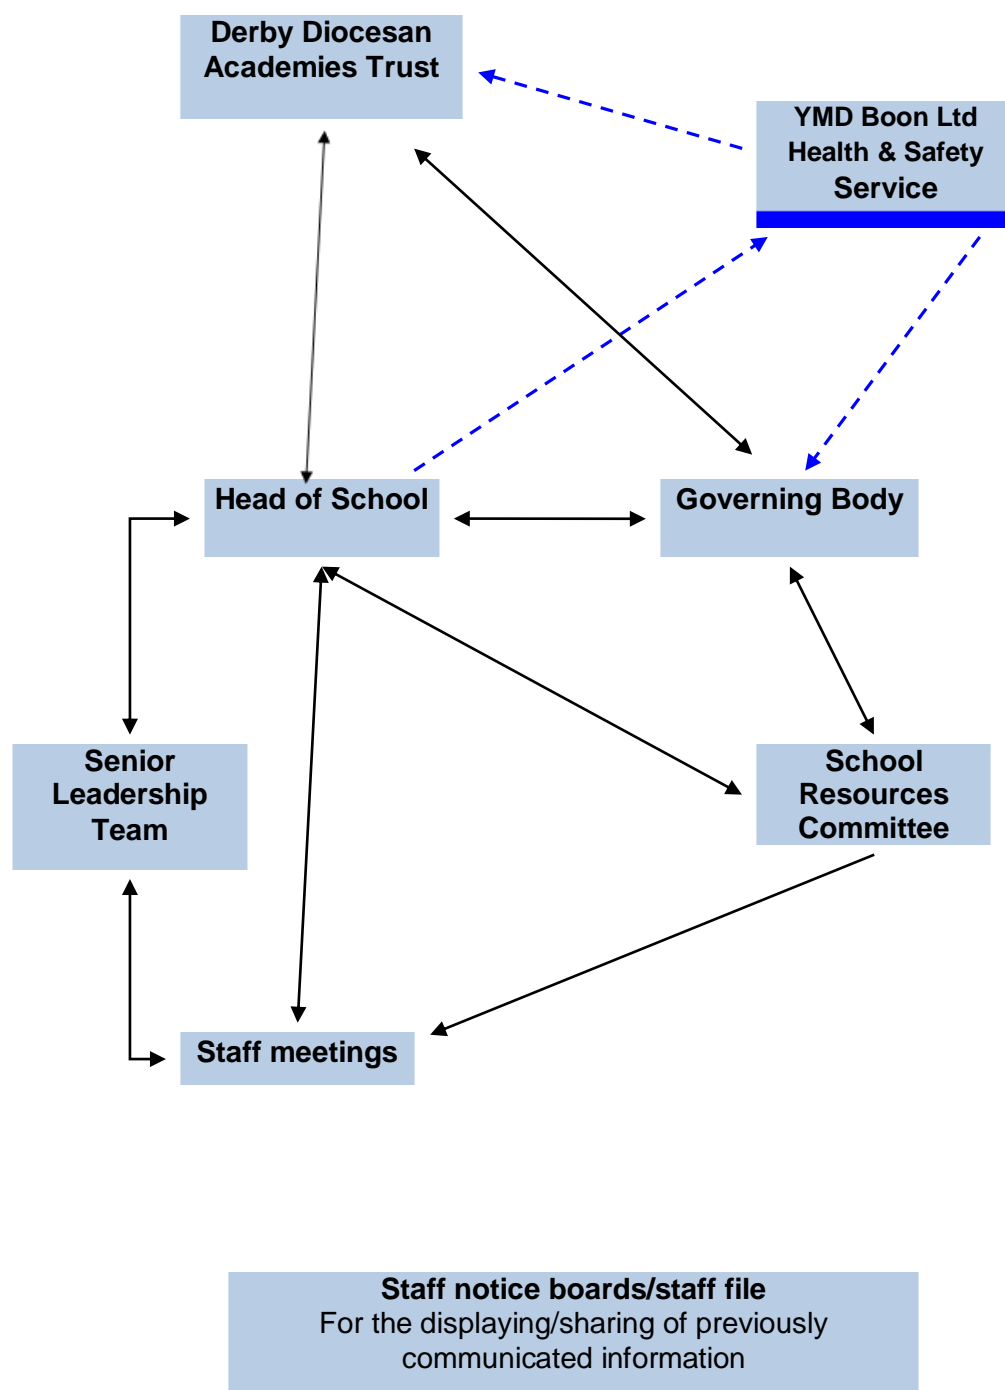 Derby Diocesan
Academies Trust
YMD Boon Ltd
Health & Safety
Service
Head of School
Governing Body
Senior
Leadership
Team
School
Resources
Committee
Staff meetings
Staff notice boards/staff file
For the displaying/sharing of previously
communicated information